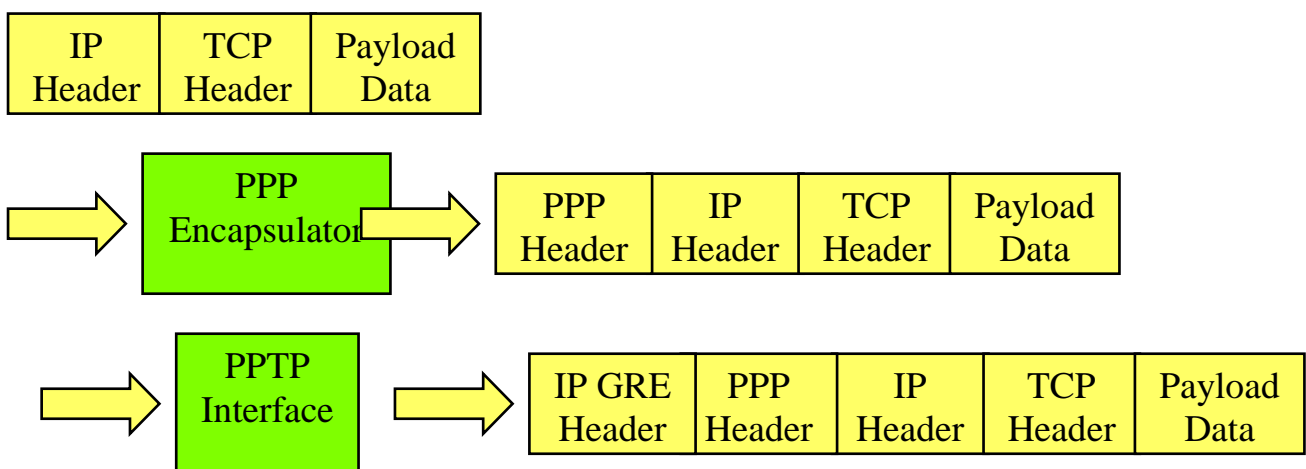 IP
Header
TCP
Header
Payload
Data
PPP
Encapsulator
PPP
Header
IP
Header
TCP
Header
Payload
Data
PPTP
Interface
IP GRE
Header
PPP
Header
IP
Header
TCP
Header
Payload
Data